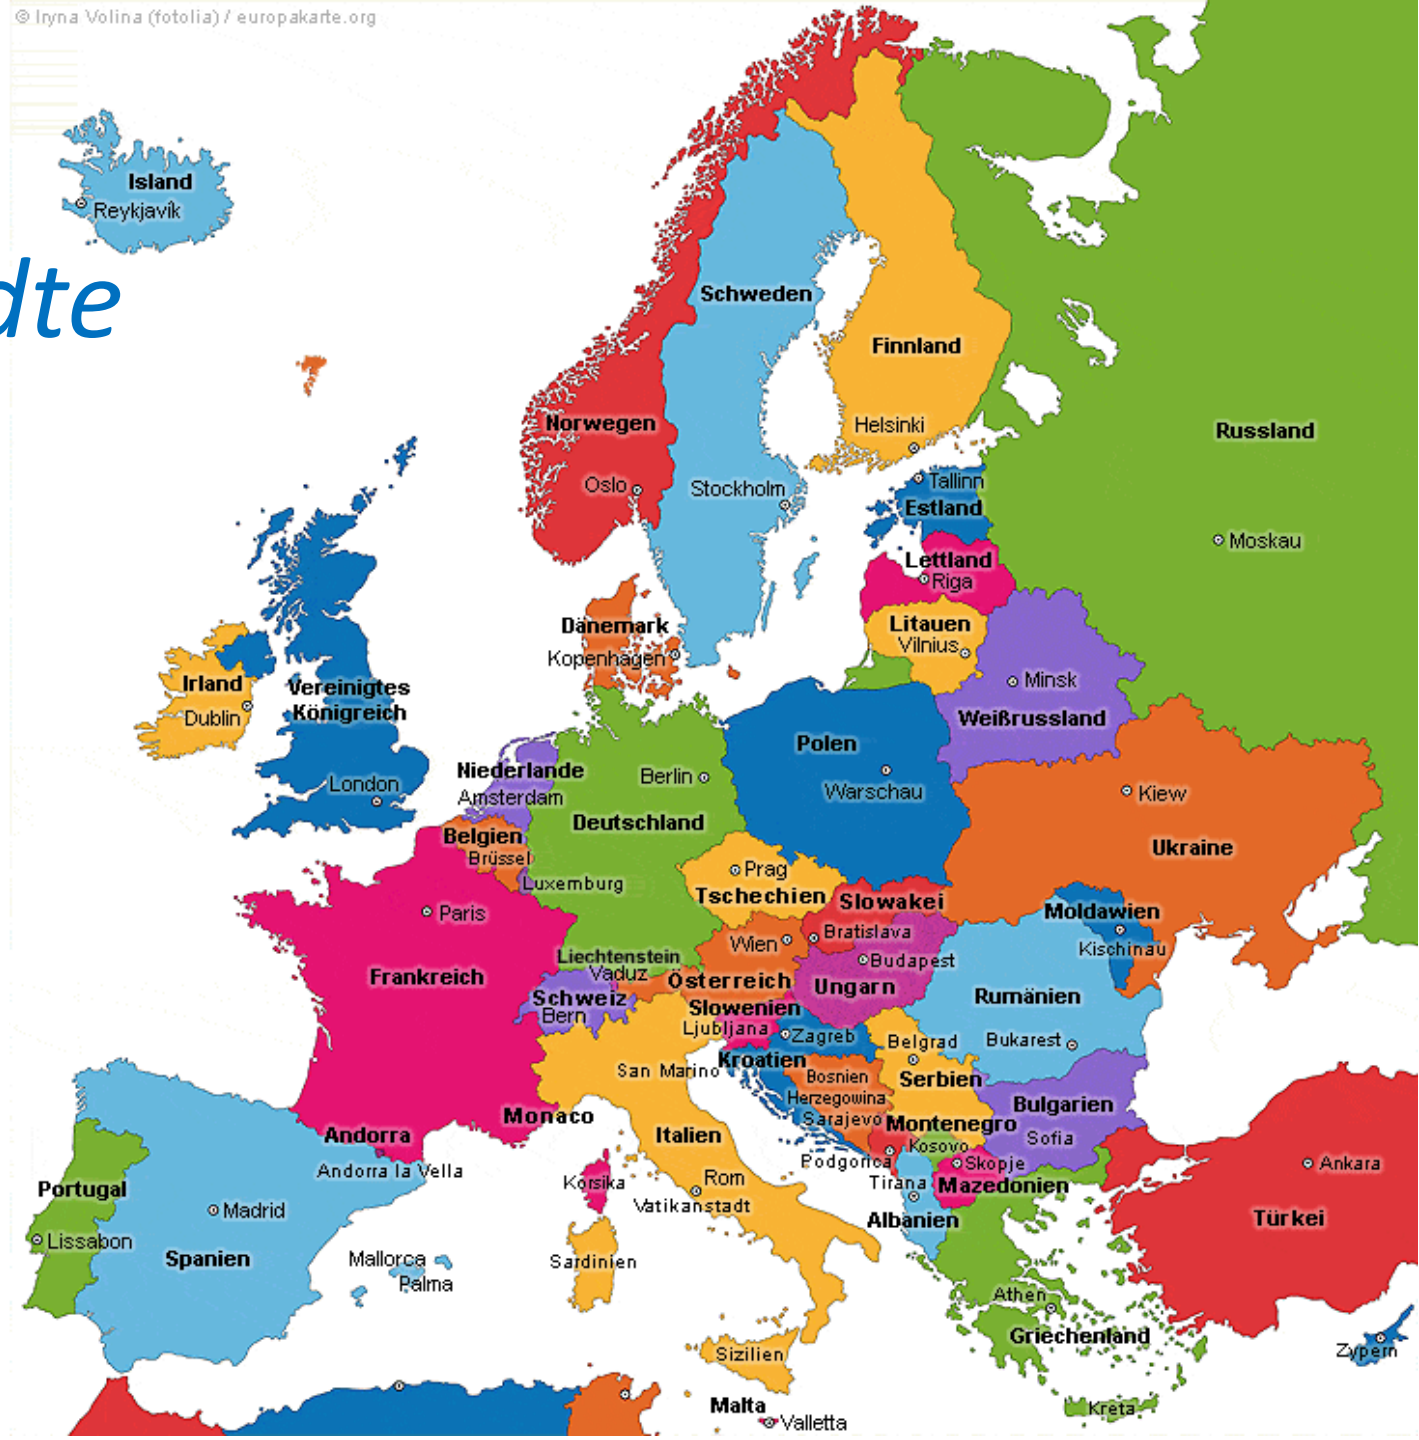 © Iryna Volina (fotolia) / europakarte.org
Island
Reykjavík
dte
Schweden
Finnland
Norwegen
Helsinki
Russland
Oslo
Stockholm
Tallinn
Estland
Moskau
Lettland
Riga
Dänemark
Litauen
Kopenhagen
Vilnius
Irland
Vereinigtes
Königreich
Dublin
Minsk
Weißrussland
Polen
Niederlande
Berlin
London
Amsterdam
Warschau
Kiew
Deutschland
Belgien
Brüssel
Ukraine
Prag
Luxemburg
Tschechien
Slowakei
Paris
Moldawien
Wien
Bratislava
Kischinau
Liechtenstein
Vaduz
Budapest
Frankreich
Österreich
Ungarn
Schweiz
Bern
Rumänien
Slowenien
Ljubljana
Zagreb
Belgrad
Bukarest
San Marino
Kroatien
Bosnien
Herzegowina
Serbien
Sarajevo
Monaco
Montenegro
Bulgarien
Andorra
Italien
Kosovo
Sofia
Andorra la Vella
Podgorica
Skopje
Ankara
Korsika
Rom
Tirana
Mazedonien
Portugal
Vatikanstadt
Madrid
Albanien
Türkei
Lissabon
Spanien
Mallorca
Palma
Sardinien
Athen
Griechenland
Sizilien
Zypern
Malta
Valletta
Kreta